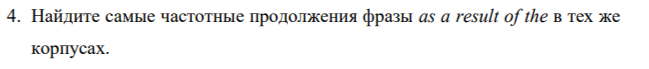 4. Найдите самые частотные продолжения фразы as a result of the в тех же
корпусах.